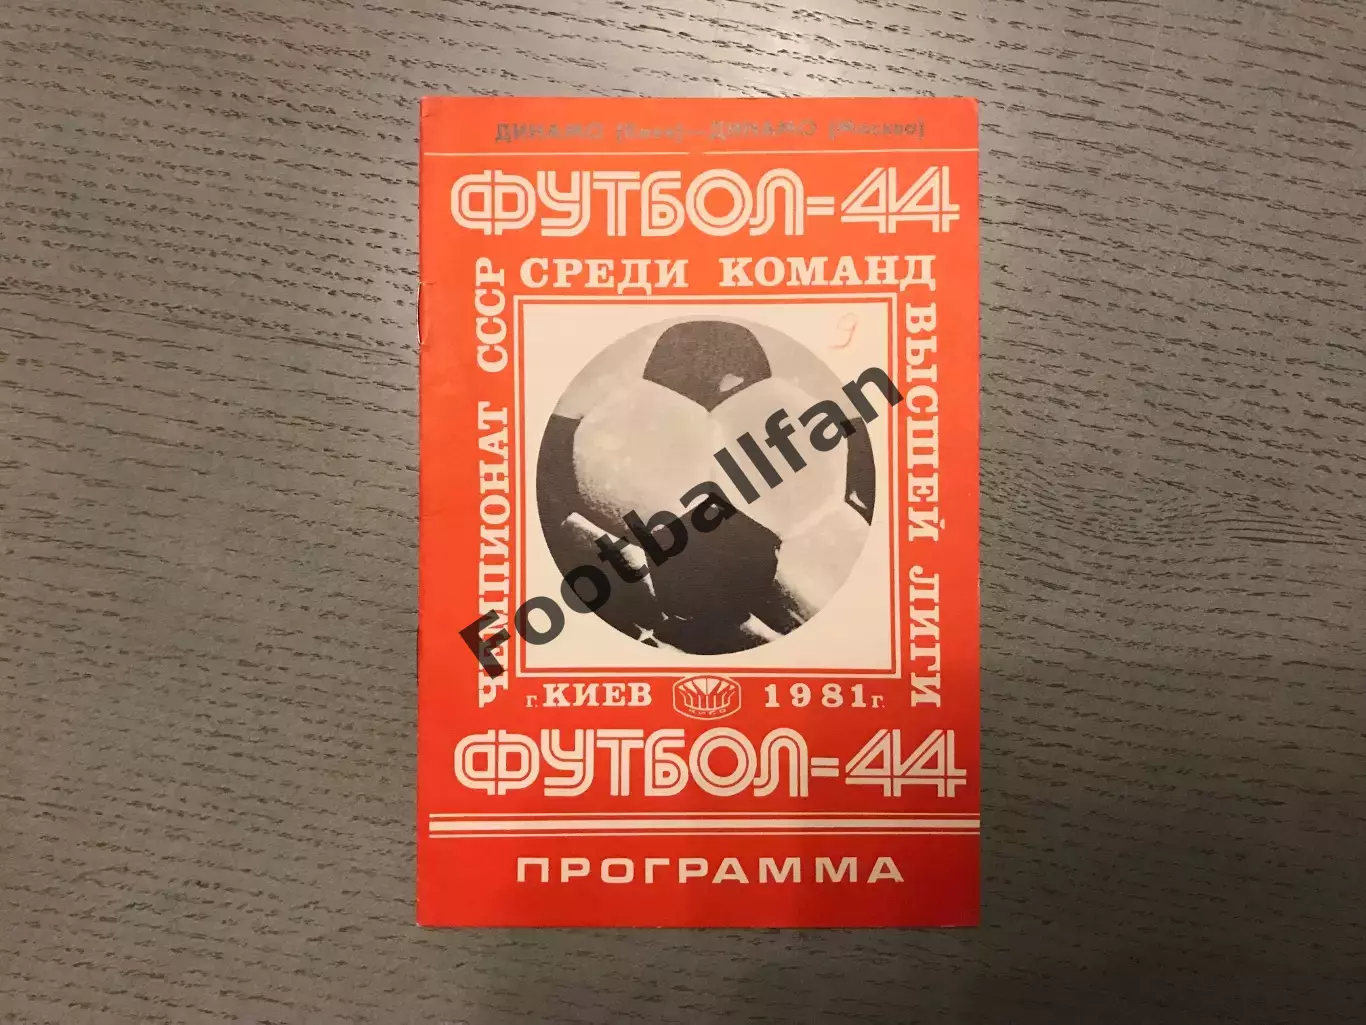 ДИНАМО (Киев)—ДИНАМО (Москва)
ФУТБОЛ-44
ЧЕМПИОНАТ СССР
СРЕДИ КОМАНД
ВЫСШЕЙ ЛИГИ
9
Footballfan
г. КИЕВ 1981 г.
ФУТБОЛ-44
ПРОГРАММА